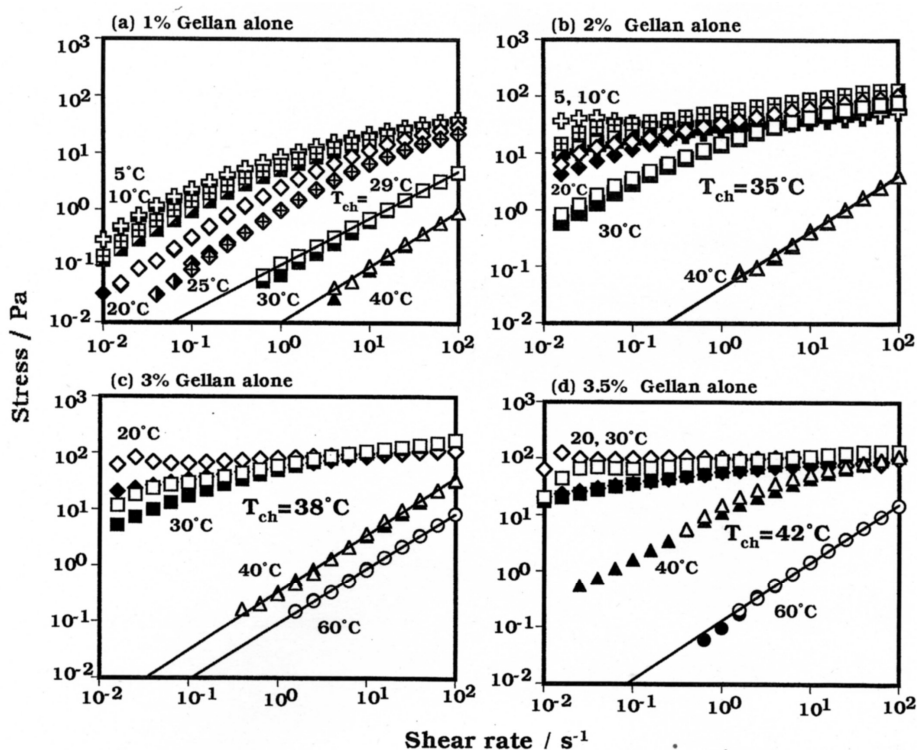 (a) 1% Gellan alone
(b) 2% Gellan alone
10³
10²
10¹
10⁰
10⁻¹
10⁻²
5°C
10°C
20°C
25°C
T_ch=
29°C
30°C
40°C
10⁻² 10⁻¹ 10⁰ 10¹ 10²
10³
10²
10¹
10⁰
10⁻¹
10⁻²
5, 10°C
20°C
T_ch=35°C
30°C
40°C
10⁻² 10⁻¹ 10⁰ 10¹ 10²
Stress / Pa
(c) 3% Gellan alone
(d) 3.5% Gellan alone
10³
10²
10¹
10⁰
10⁻¹
10⁻²
20°C
T_ch=38°C
30°C
40°C
60°C
10⁻² 10⁻¹ 10⁰ 10¹ 10²
10³
10²
10¹
10⁰
10⁻¹
10⁻²
20, 30°C
T_ch=42°C
40°C
60°C
10⁻² 10⁻¹ 10⁰ 10¹ 10²
Shear rate / s⁻¹